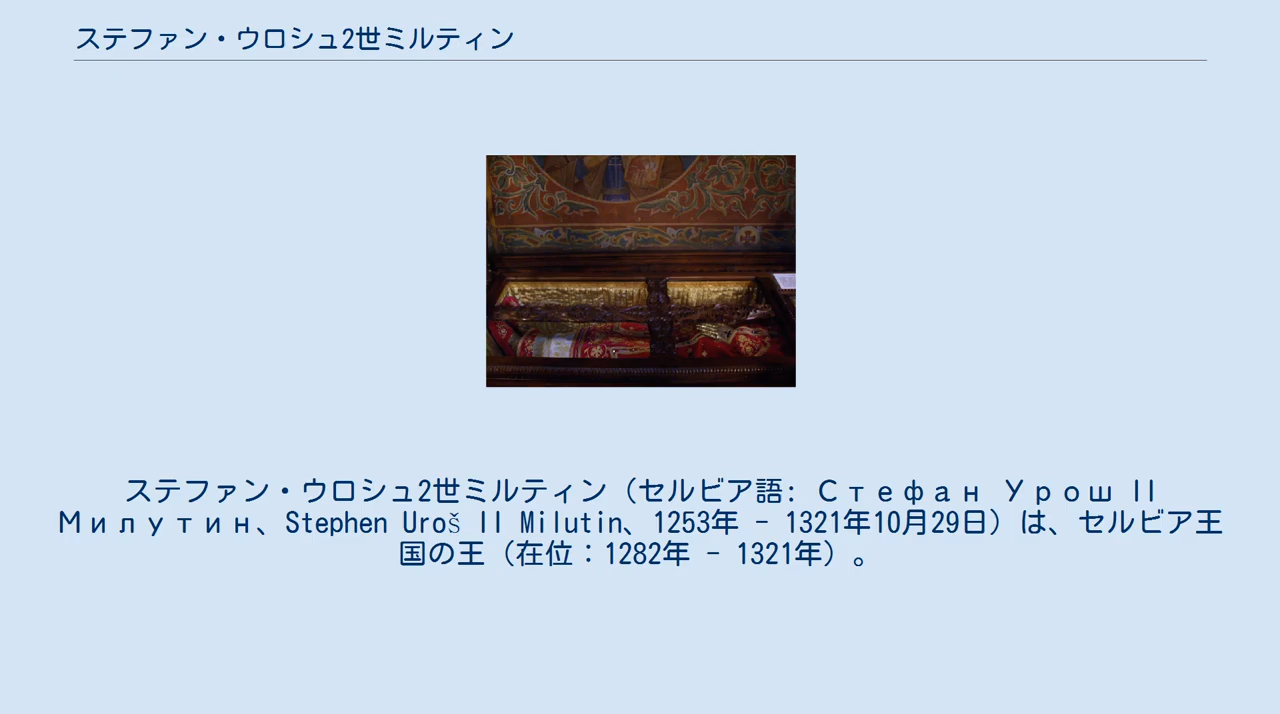 ステファン・ウロシュ2世ミルティン
ステファン・ウロシュ2世ミルティン（セルビア語: Стефан Урош II
Милутин、Stephen Uroš II Milutin、1253年 - 1321年10月29日）は、セルビア王
国の王（在位：1282年 - 1321年）。